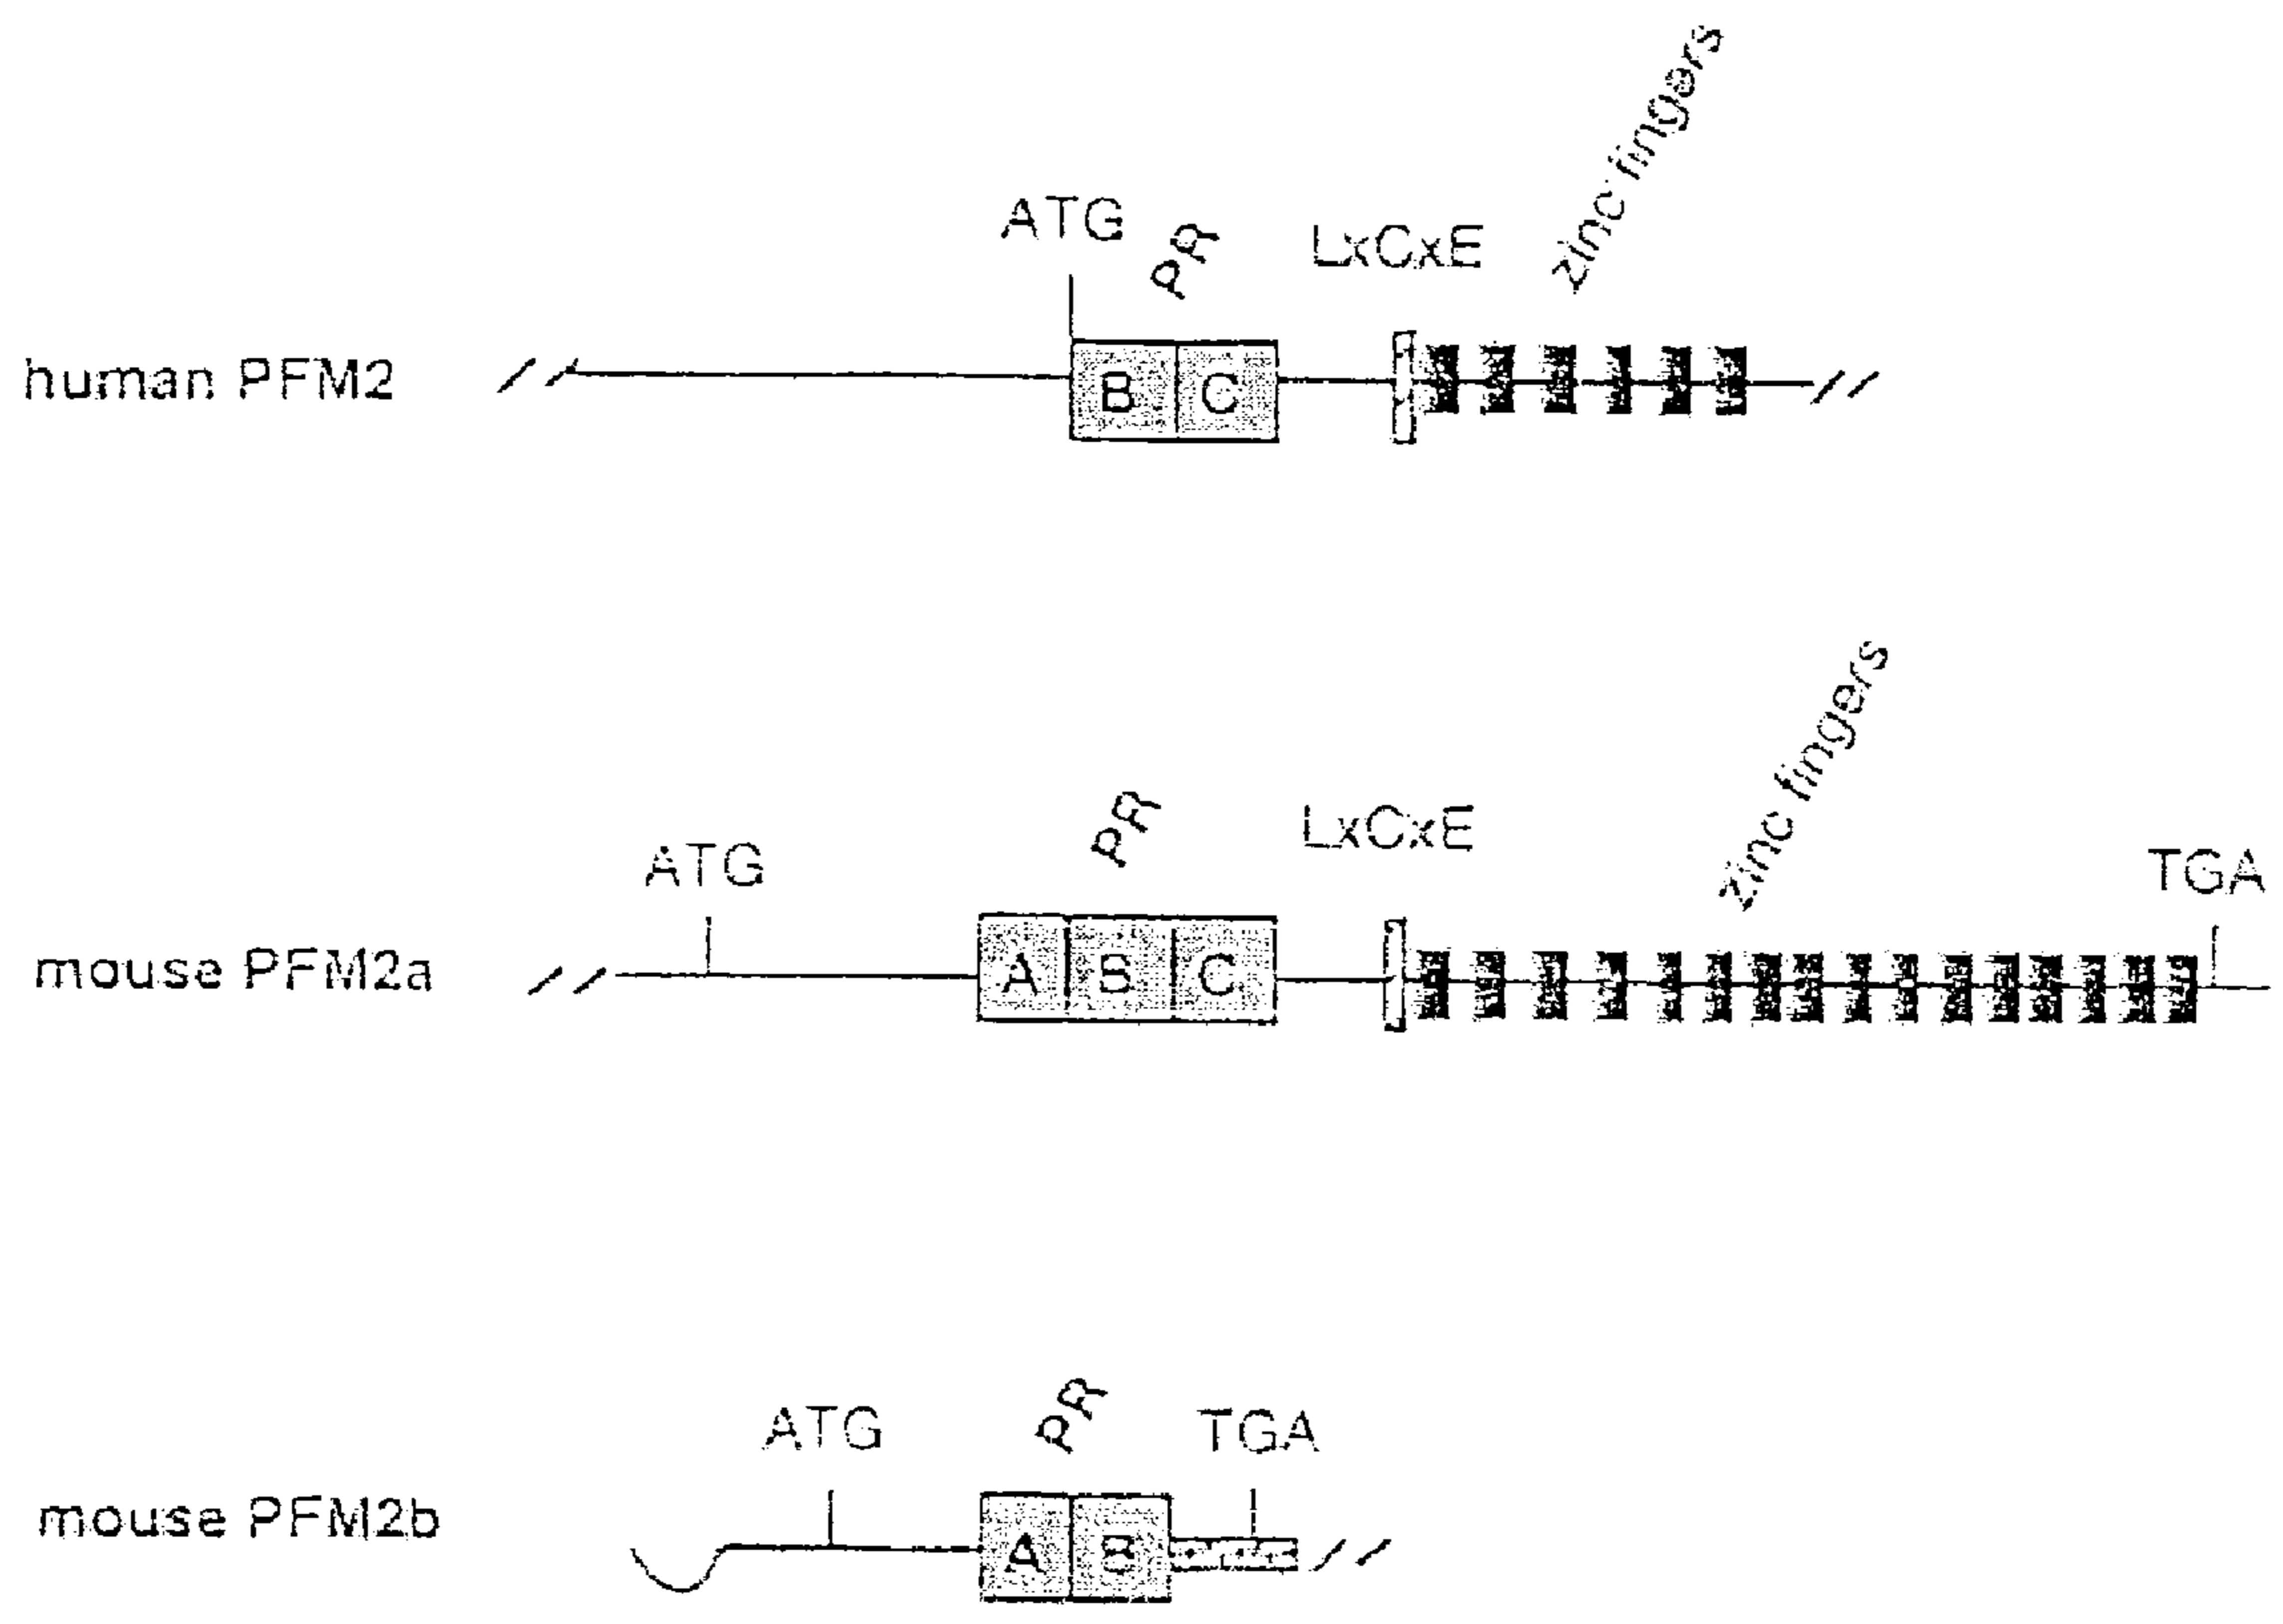 zinc fingers
ATG PR LxCxE
human PFM2 B C
zinc fingers
ATG PR LxCxE TGA
mouse PFM2a A B C
ATG PR TGA
mouse PFM2b A B